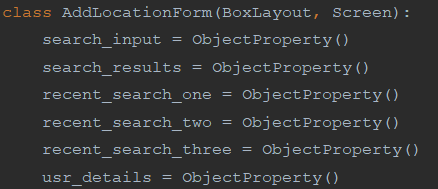 class AddLocationForm(BoxLayout, Screen):
    search_input = ObjectProperty()
    search_results = ObjectProperty()
    recent_search_one = ObjectProperty()
    recent_search_two = ObjectProperty()
    recent_search_three = ObjectProperty()
    usr_details = ObjectProperty()